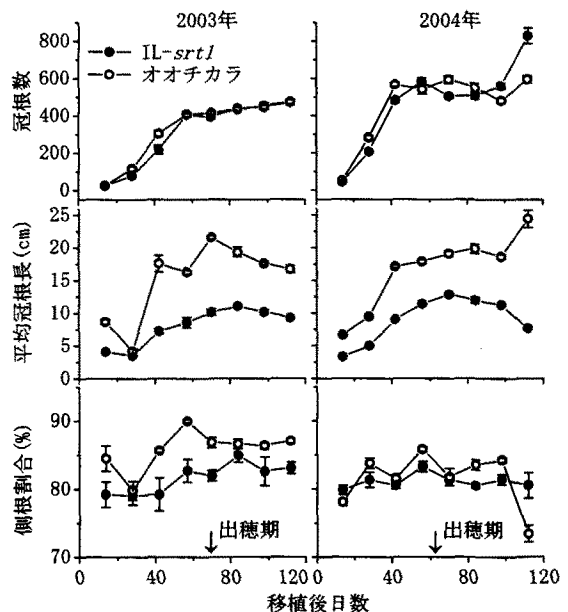 2003年
2004年
冠根数
800
600
400
200
0
IL-srt1
オオチカラ
平均冠根長(cm)
25
20
15
10
5
0
側根割合(%)
90
80
70
出穂期
出穂期
0 40 80 120
0 40 80 120
移植後日数